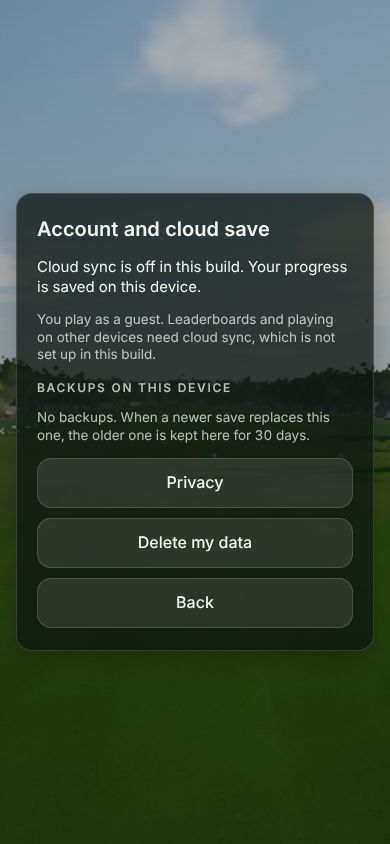 Account and cloud save
Cloud sync is off in this build. Your progress
is saved on this device.
You play as a guest. Leaderboards and playing
on other devices need cloud sync, which is not
set up in this build.
BACKUPS ON THIS DEVICE
No backups. When a newer save replaces this
one, the older one is kept here for 30 days.
Privacy
Delete my data
Back